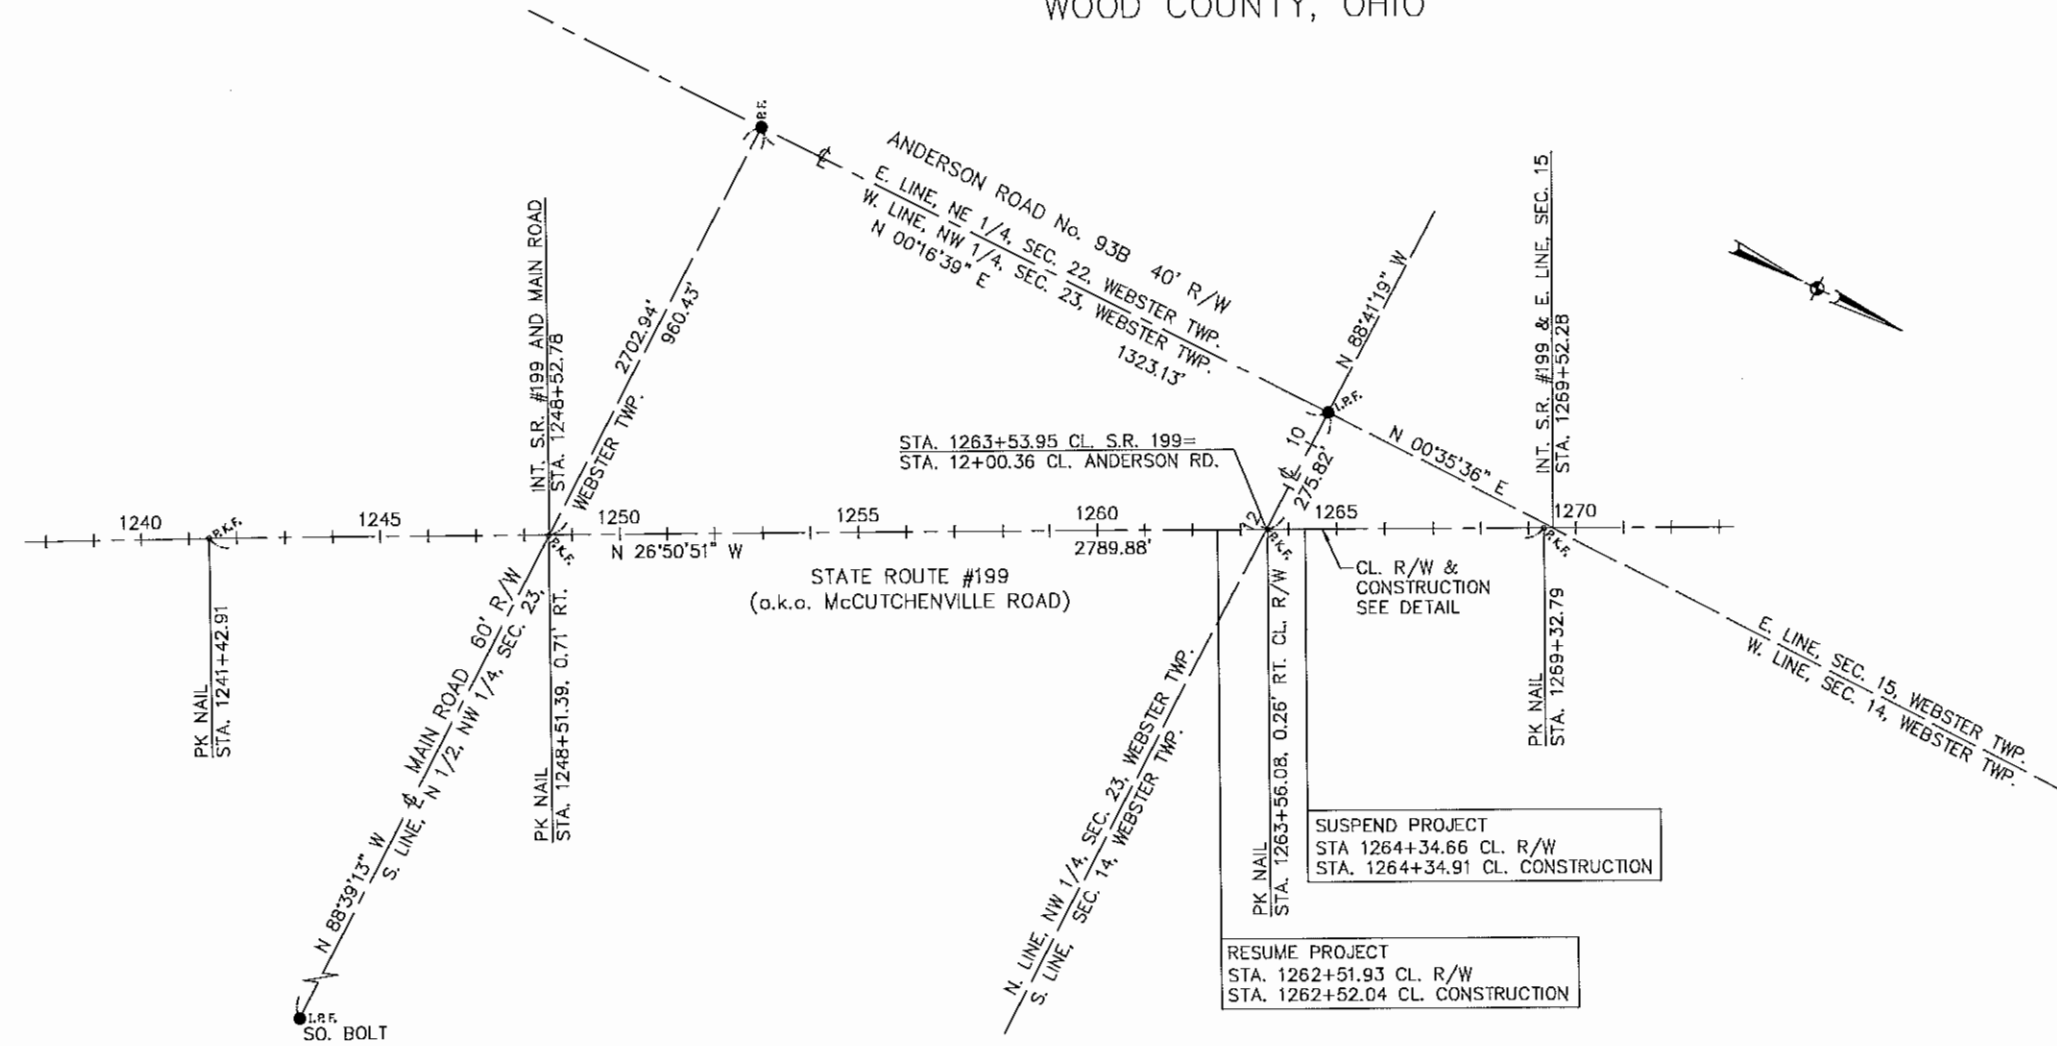 WOOD COUNTY, OHIO
I.P.F.
ANDERSON ROAD No. 93B 40' R/W
E. LINE, NE 1/4, SEC. 22, WEBSTER TWP.
W. LINE, NW 1/4, SEC. 23, WEBSTER TWP.
N 00°16'39" E
1323.13'
INT. S.R. #199 AND MAIN ROAD
STA. 1248+52.78
2702.94'
960.43'
WEBSTER TWP.
N 88°41'19" W
I.P.F.
INT. S.R. #199 & E. LINE, SEC. 15
STA. 1269+52.28
N 00°35'36" E
STA. 1263+53.95 CL. S.R. 199=
STA. 12+00.36 CL. ANDERSON RD.
10
275.82'
12
1240
1245
1250
1255
1260
1265
1270
P.K.F.
P.K.F.
P.K.F.
P.K.F.
N 26°50'51" W
2789.88'
STATE ROUTE #199
(a.k.a. McCUTCHENVILLE ROAD)
CL. R/W &
CONSTRUCTION
SEE DETAIL
PK NAIL
STA. 1241+42.91
MAIN ROAD 60' R/W
S. LINE, N 1/2, NW 1/4, SEC. 23,
N 88°39'13" W
PK NAIL
STA. 1248+51.39, 0.71' RT.
N. LINE, NW 1/4, SEC. 23, WEBSTER TWP.
S. LINE, SEC. 14, WEBSTER TWP.
PK NAIL
STA. 1263+56.08, 0.26' RT. CL. R/W
PK NAIL
STA. 1269+32.79
E. LINE, SEC. 15, WEBSTER TWP.
W. LINE, SEC. 14, WEBSTER TWP.
SUSPEND PROJECT
STA 1264+34.66 CL. R/W
STA. 1264+34.91 CL. CONSTRUCTION
RESUME PROJECT
STA. 1262+51.93 CL. R/W
STA. 1262+52.04 CL. CONSTRUCTION
I.P.F.
SO. BOLT